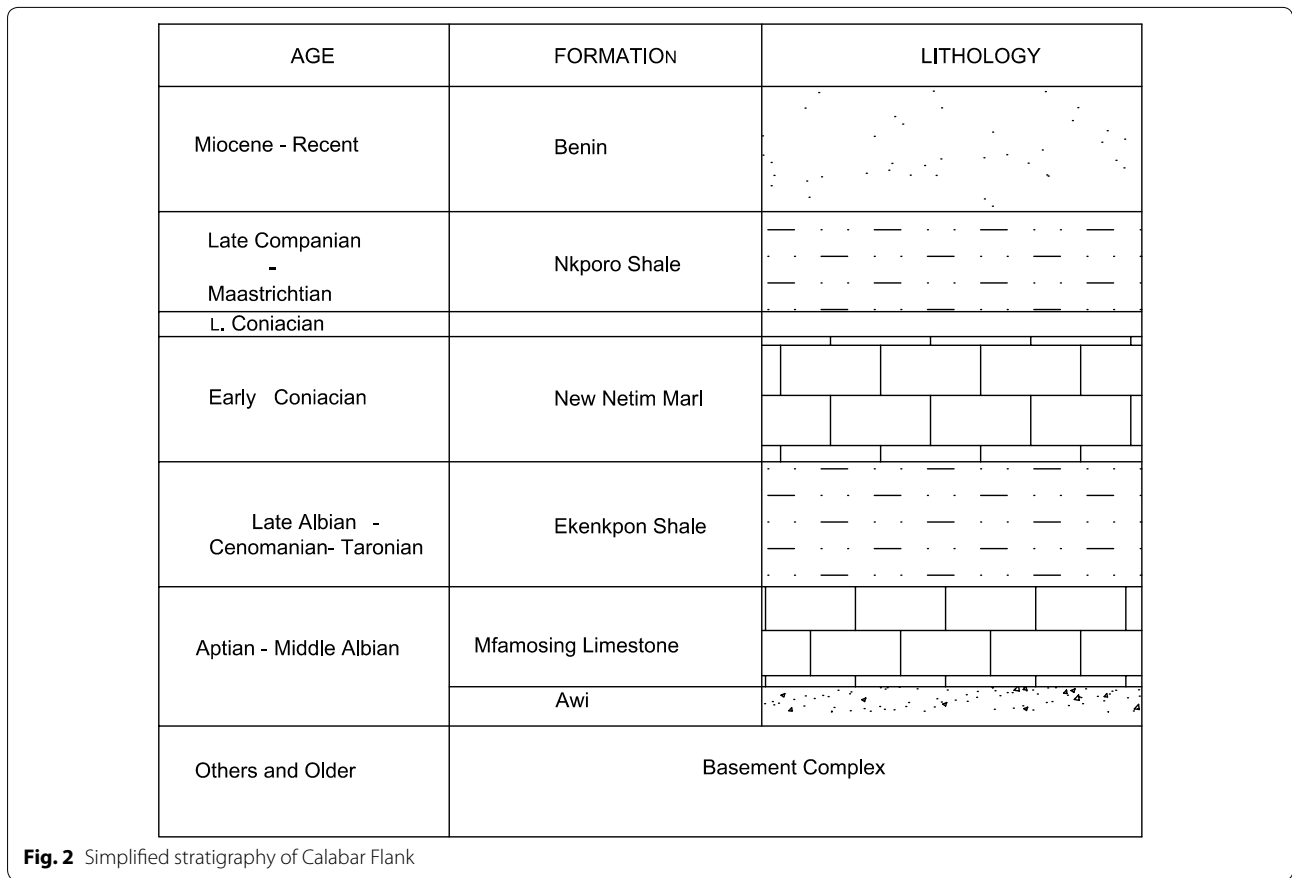 AGE FORMATION LITHOLOGY
Miocene - Recent Benin
Late Companian
-
Maastrichtian
Nkporo Shale
L. Coniacian
Early Coniacian New Netim Marl
Late Albian -
Cenomanian- Taronian
Ekenkpon Shale
Aptian - Middle Albian Mfamosing Limestone
Awi
Others and Older Basement Complex
Fig. 2 Simplified stratigraphy of Calabar Flank